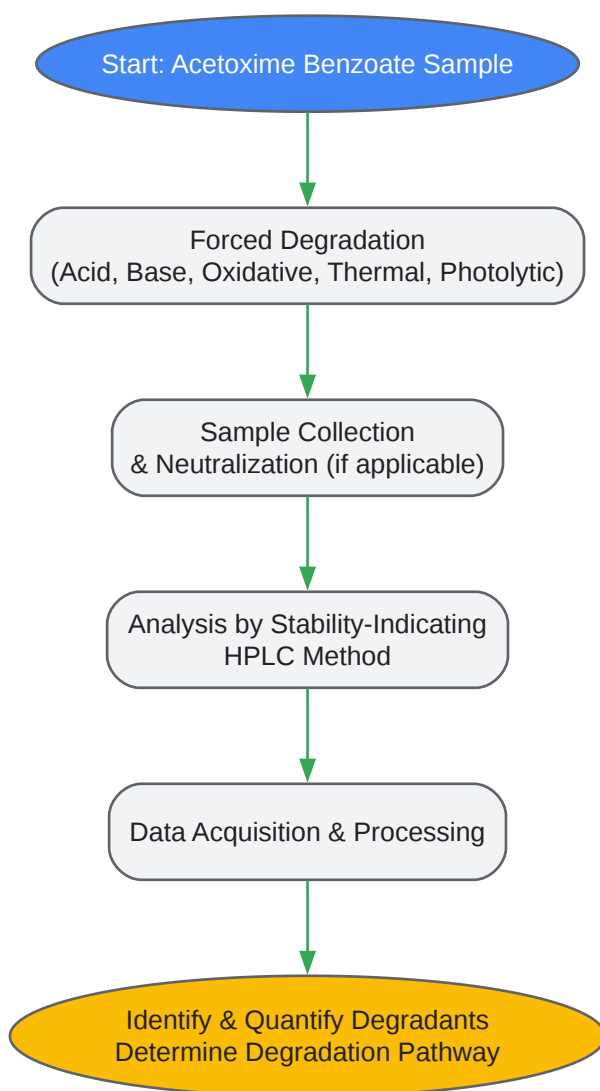 Start: Acetoxime Benzoate Sample
Forced Degradation
(Acid, Base, Oxidative, Thermal, Photolytic)
Sample Collection
& Neutralization (if applicable)
Analysis by Stability-Indicating
HPLC Method
Data Acquisition & Processing
Identify & Quantify Degradants
Determine Degradation Pathway